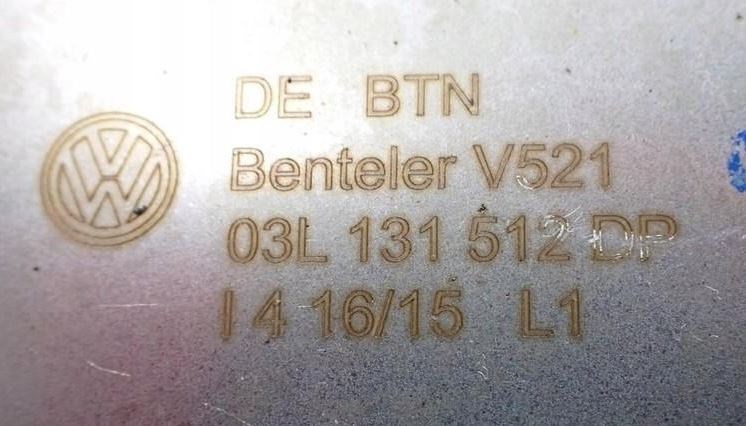 DE BTN
Benteler V521
03L 131 512 DP
I 4 16/15 L1